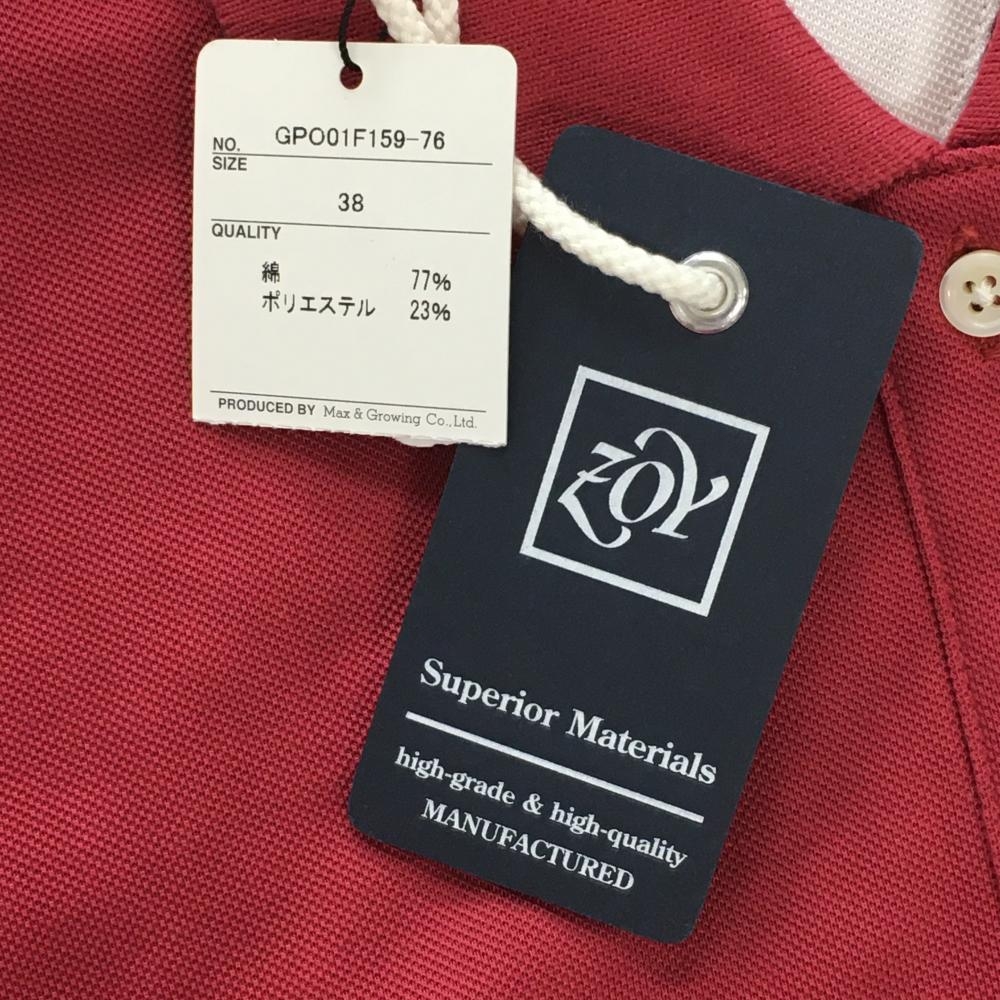 NO. GPO01F159-76
SIZE
38
QUALITY
綿 77%
ポリエステル 23%
PRODUCED BY Max & Growing Co.,Ltd.
ZOY
Superior Materials
high-grade & high-quality
MANUFACTURED